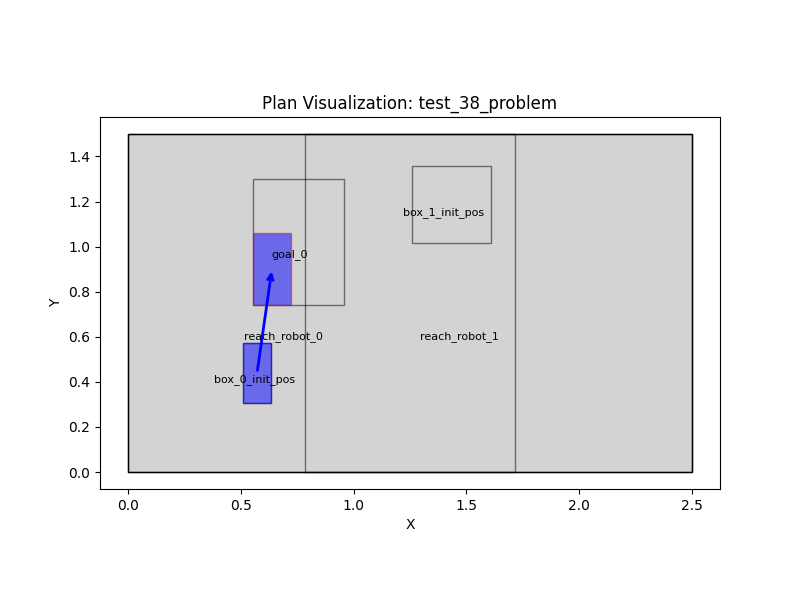 Plan Visualization: test_38_problem
1.4
1.2
1.0
0.8
0.6
0.4
0.2
0.0
Y
box_1_init_pos
goal_0
reach_robot_0
reach_robot_1
box_0_init_pos
0.0 0.5 1.0 1.5 2.0 2.5
X